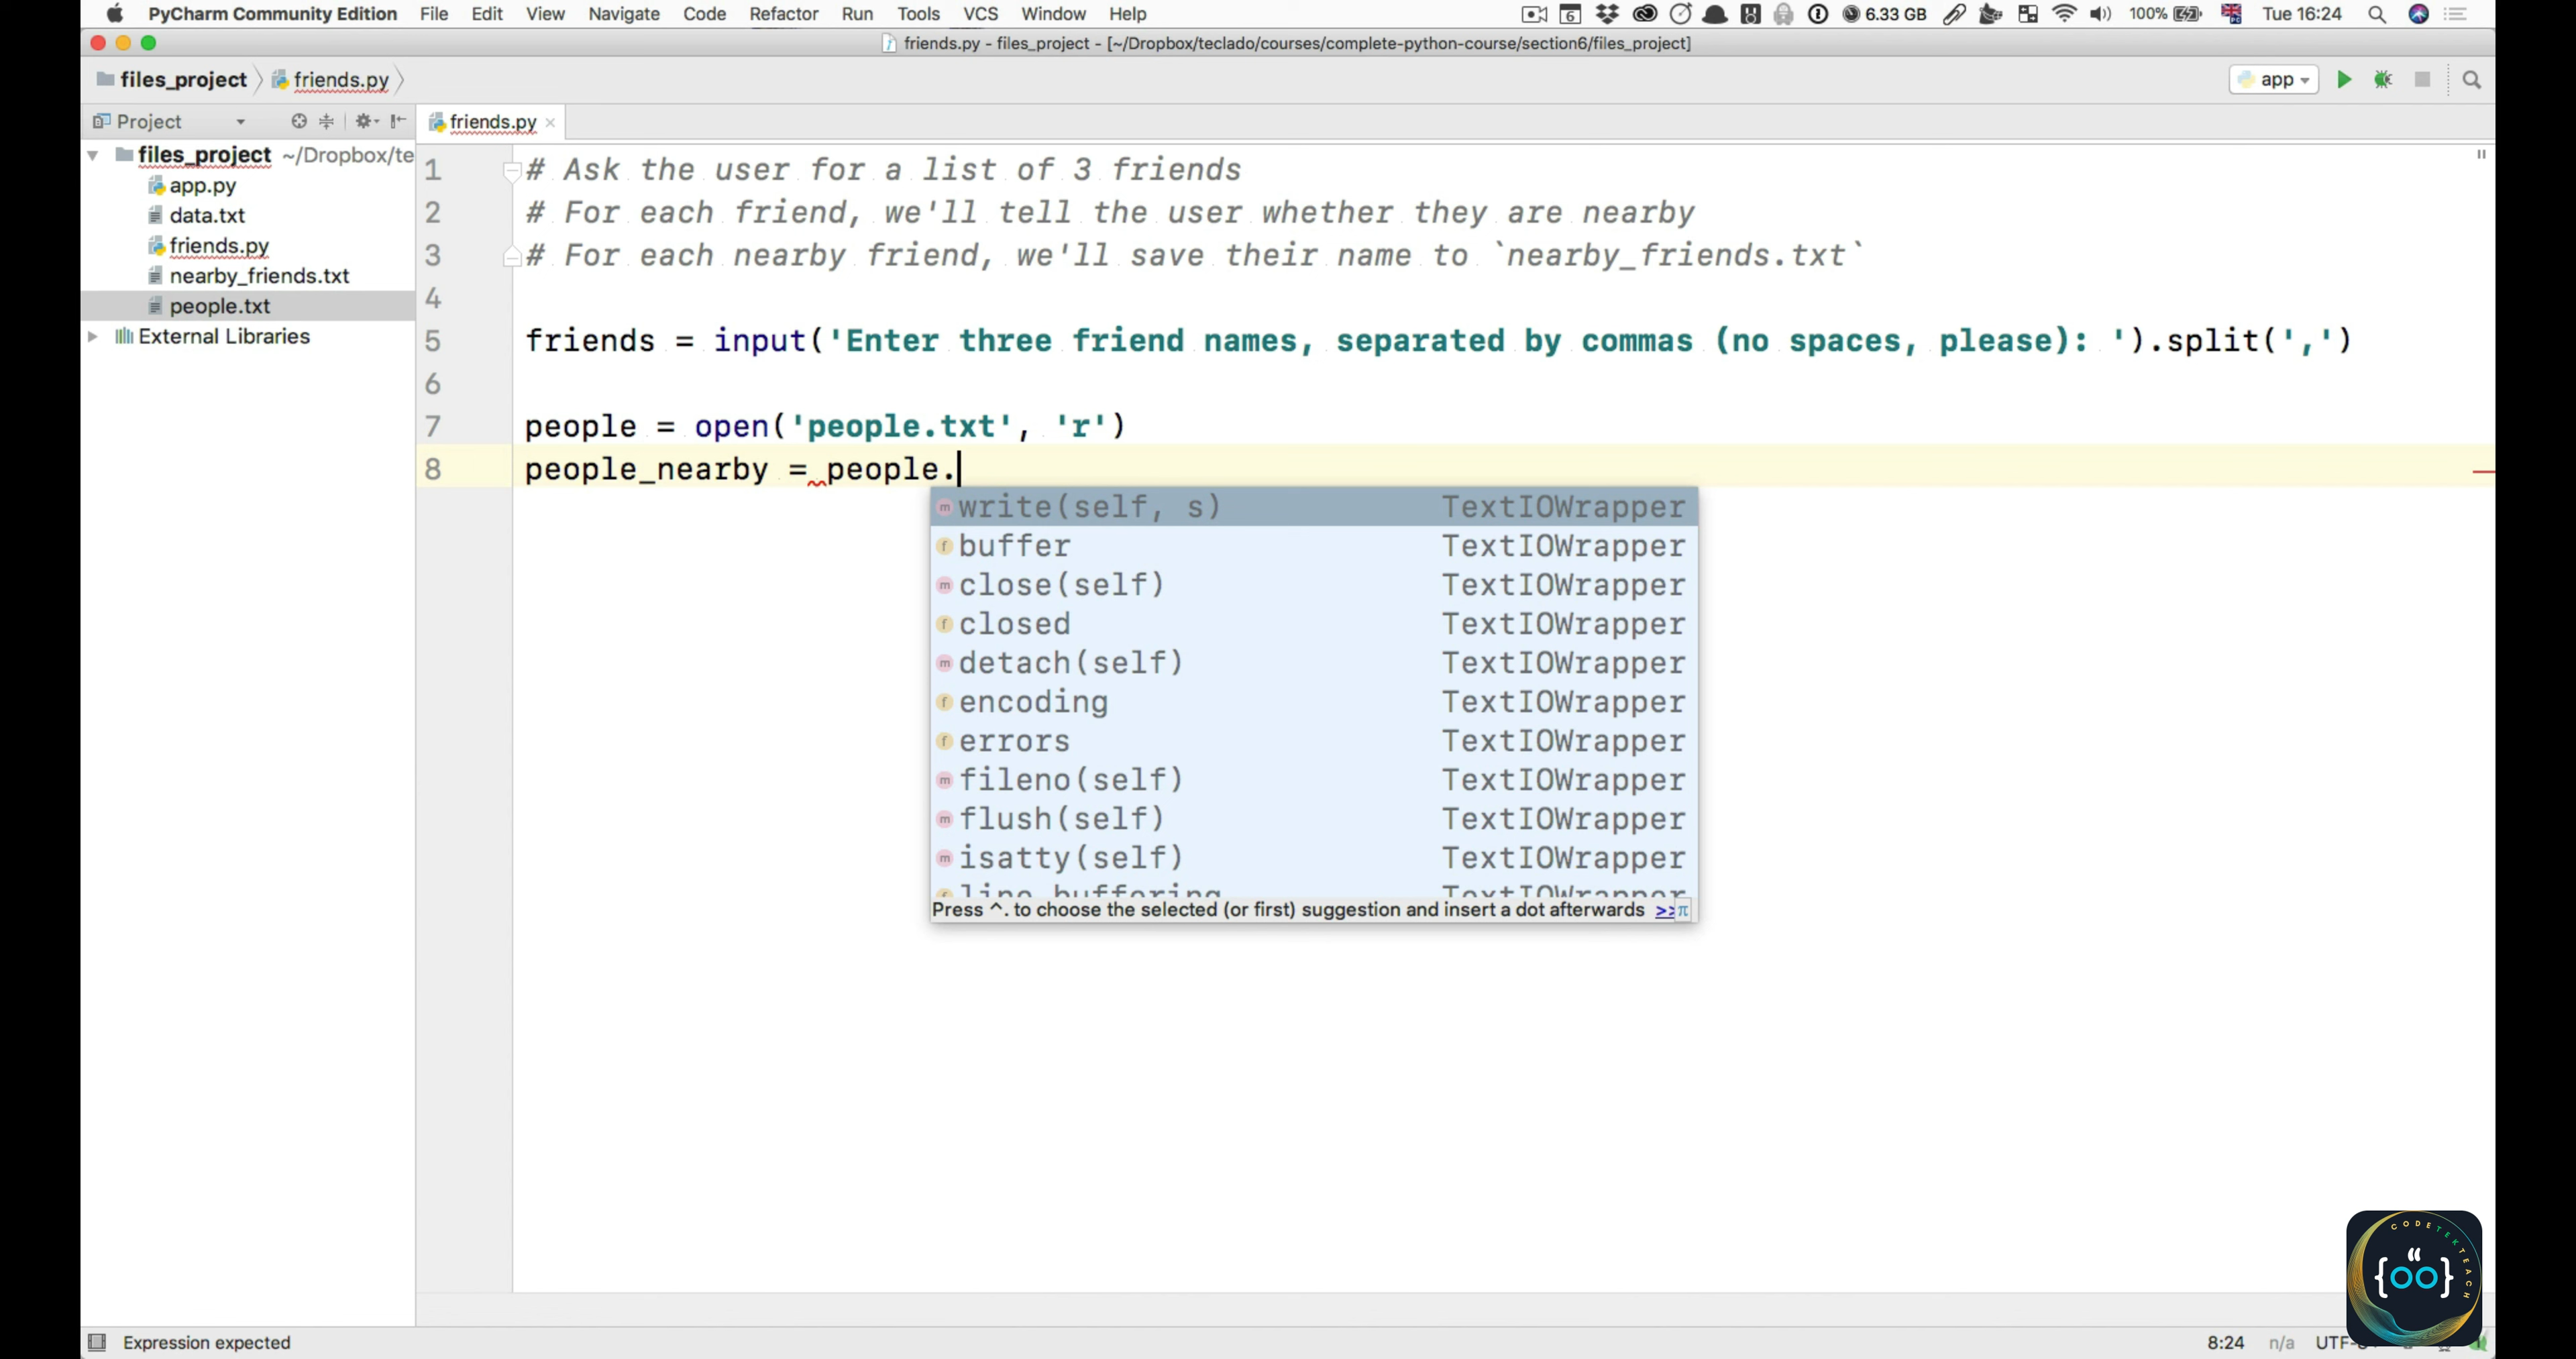 PyCharm Community Edition File Edit View Navigate Code Refactor Run Tools VCS Window Help 6 6.33 GB 100% Tue 16:24
friends.py - files_project - [~/Dropbox/teclado/courses/complete-python-course/section6/files_project]
files_project friends.py app
Project friends.py
files_project ~/Dropbox/te
app.py
data.txt
friends.py
nearby_friends.txt
people.txt
External Libraries
1 # Ask the user for a list of 3 friends
2 # For each friend, we'll tell the user whether they are nearby
3 # For each nearby friend, we'll save their name to `nearby_friends.txt`
4
5 friends = input('Enter three friend names, separated by commas (no spaces, please): ').split(',')
6
7 people = open('people.txt', 'r')
8 people_nearby = people.
m write(self, s) TextIOWrapper
f buffer TextIOWrapper
m close(self) TextIOWrapper
f closed TextIOWrapper
m detach(self) TextIOWrapper
f encoding TextIOWrapper
f errors TextIOWrapper
m fileno(self) TextIOWrapper
m flush(self) TextIOWrapper
m isatty(self) TextIOWrapper
line_buffering TextIOWrapper
Press ^. to choose the selected (or first) suggestion and insert a dot afterwards >> π
CODETEKTEACH
Expression expected 8:24 n/a